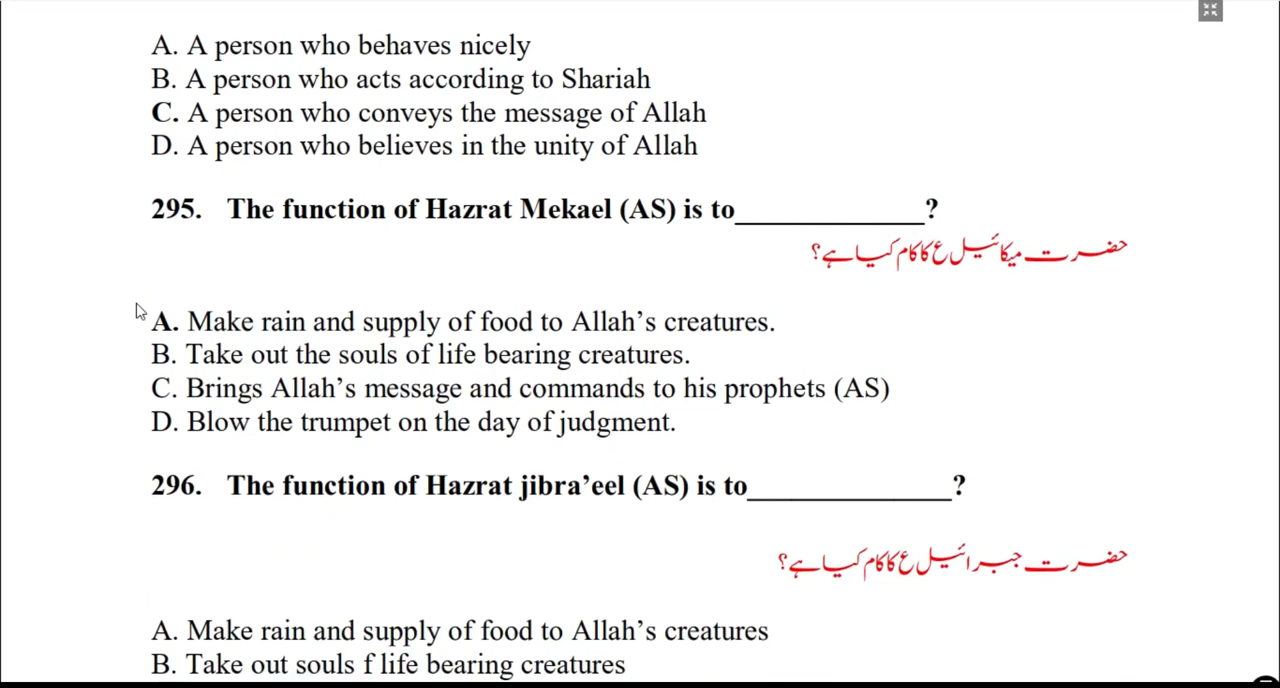 A. A person who behaves nicely
B. A person who acts according to Shariah
C. A person who conveys the message of Allah
D. A person who believes in the unity of Allah
295. The function of Hazrat Mekael (AS) is to______________?
حضرت میکائیل ع کا کام کیا ہے؟
A. Make rain and supply of food to Allah’s creatures.
B. Take out the souls of life bearing creatures.
C. Brings Allah’s message and commands to his prophets (AS)
D. Blow the trumpet on the day of judgment.
296. The function of Hazrat jibra’eel (AS) is to_______________?
حضرت جبرائیل ع کا کام کیا ہے؟
A. Make rain and supply of food to Allah’s creatures
B. Take out souls f life bearing creatures